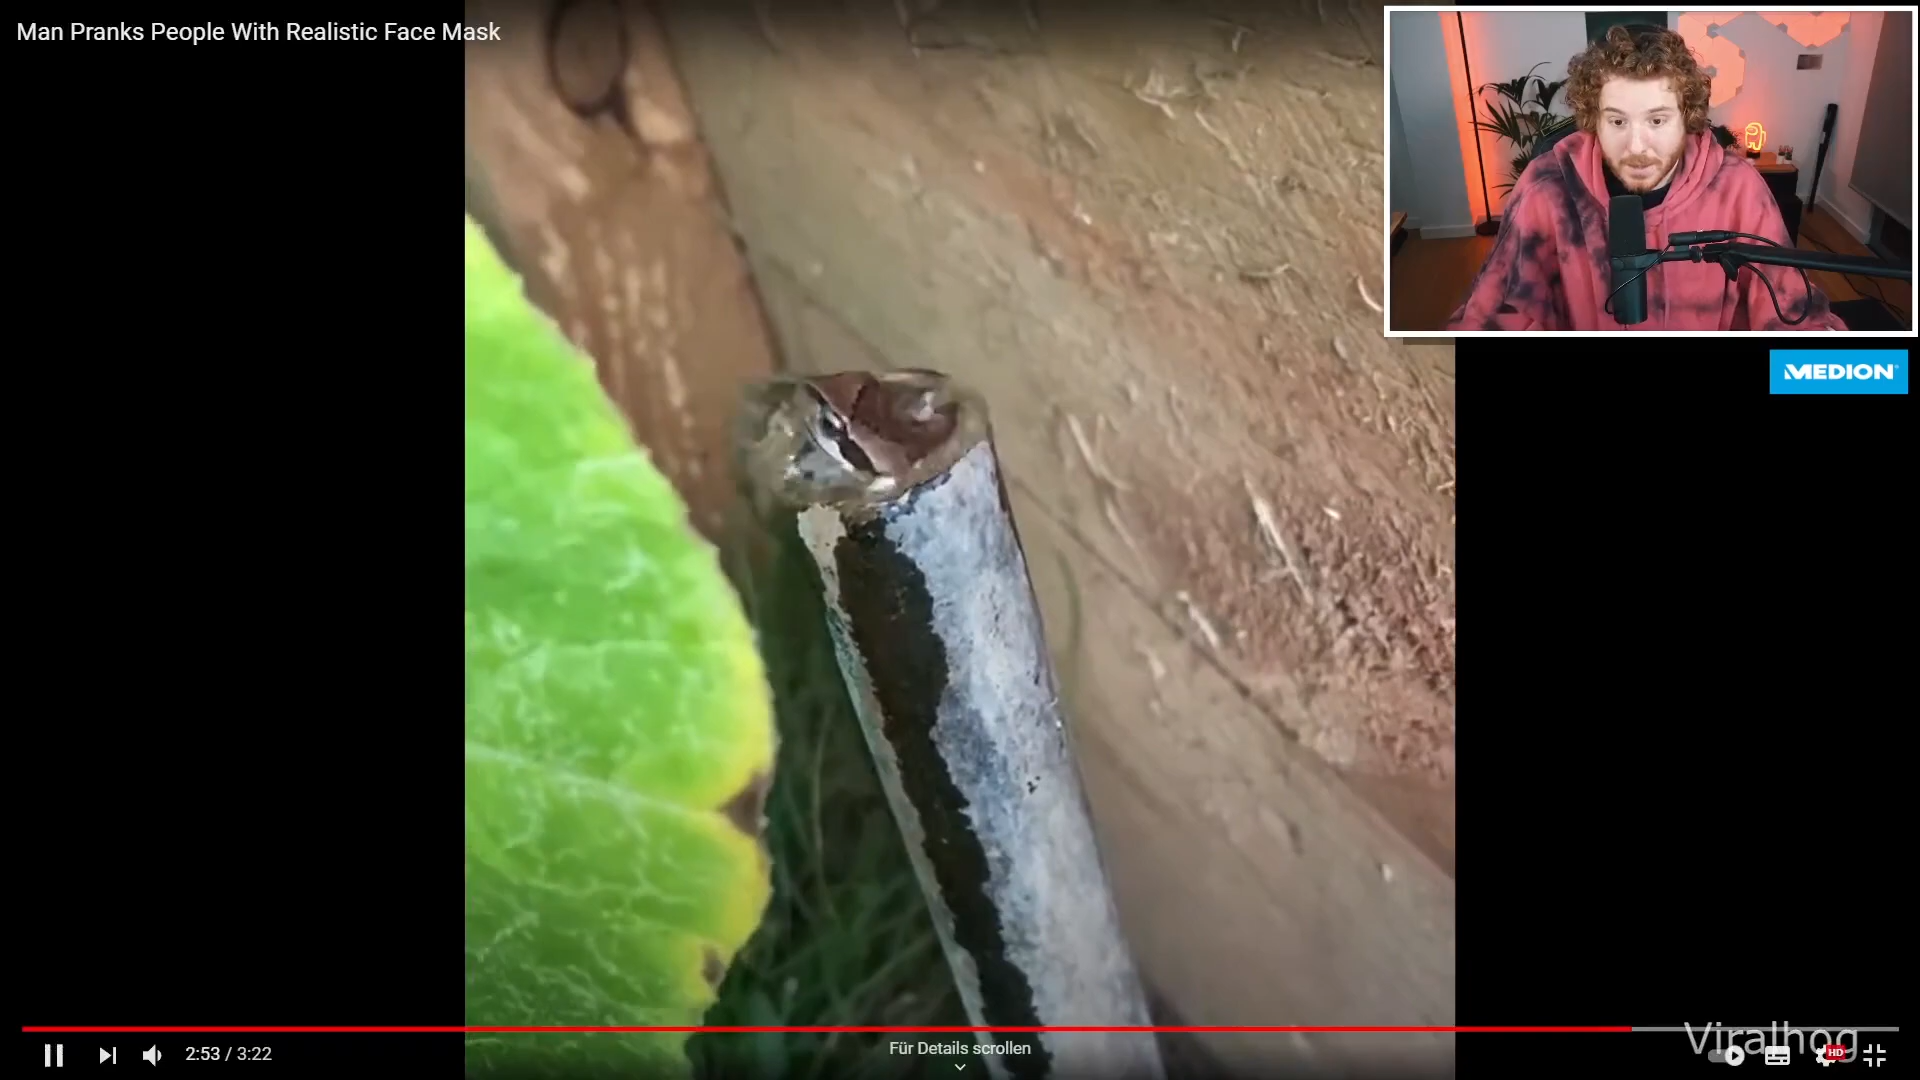 Man Pranks People With Realistic Face Mask
MEDION
2:53 / 3:22
Für Details scrollen
Viralhog
HD